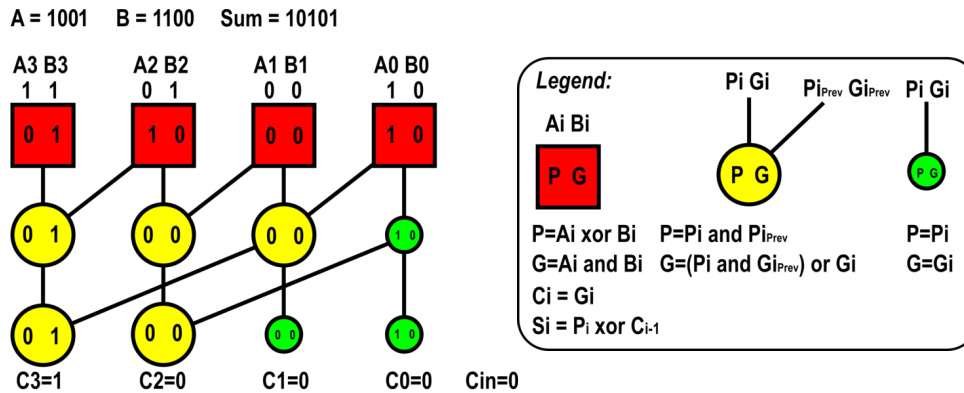 A = 1001 B = 1100 Sum = 10101
A3 B3 A2 B2 A1 B1 A0 B0
1 1 0 1 0 0 1 0
0 1 1 0 0 0 1 0
0 1 0 0 0 0 1 0
0 1 0 0 0 0 1 0
C3=1 C2=0 C1=0 C0=0 Cin=0
Legend:
Pi Gi PiPrev GiPrev Pi Gi
Ai Bi
P G P G P G
P=Ai xor Bi P=Pi and PiPrev P=Pi
G=Ai and Bi G=(Pi and GiPrev) or Gi G=Gi
Ci = Gi
Si = Pi xor Ci-1